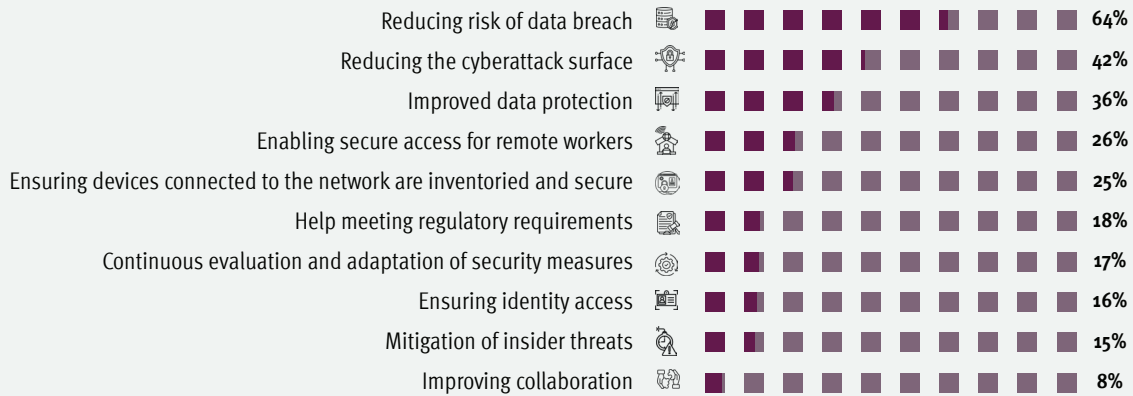 Reducing risk of data breach 64%
Reducing the cyberattack surface 42%
Improved data protection 36%
Enabling secure access for remote workers 26%
Ensuring devices connected to the network are inventoried and secure 25%
Help meeting regulatory requirements 18%
Continuous evaluation and adaptation of security measures 17%
Ensuring identity access 16%
Mitigation of insider threats 15%
Improving collaboration 8%